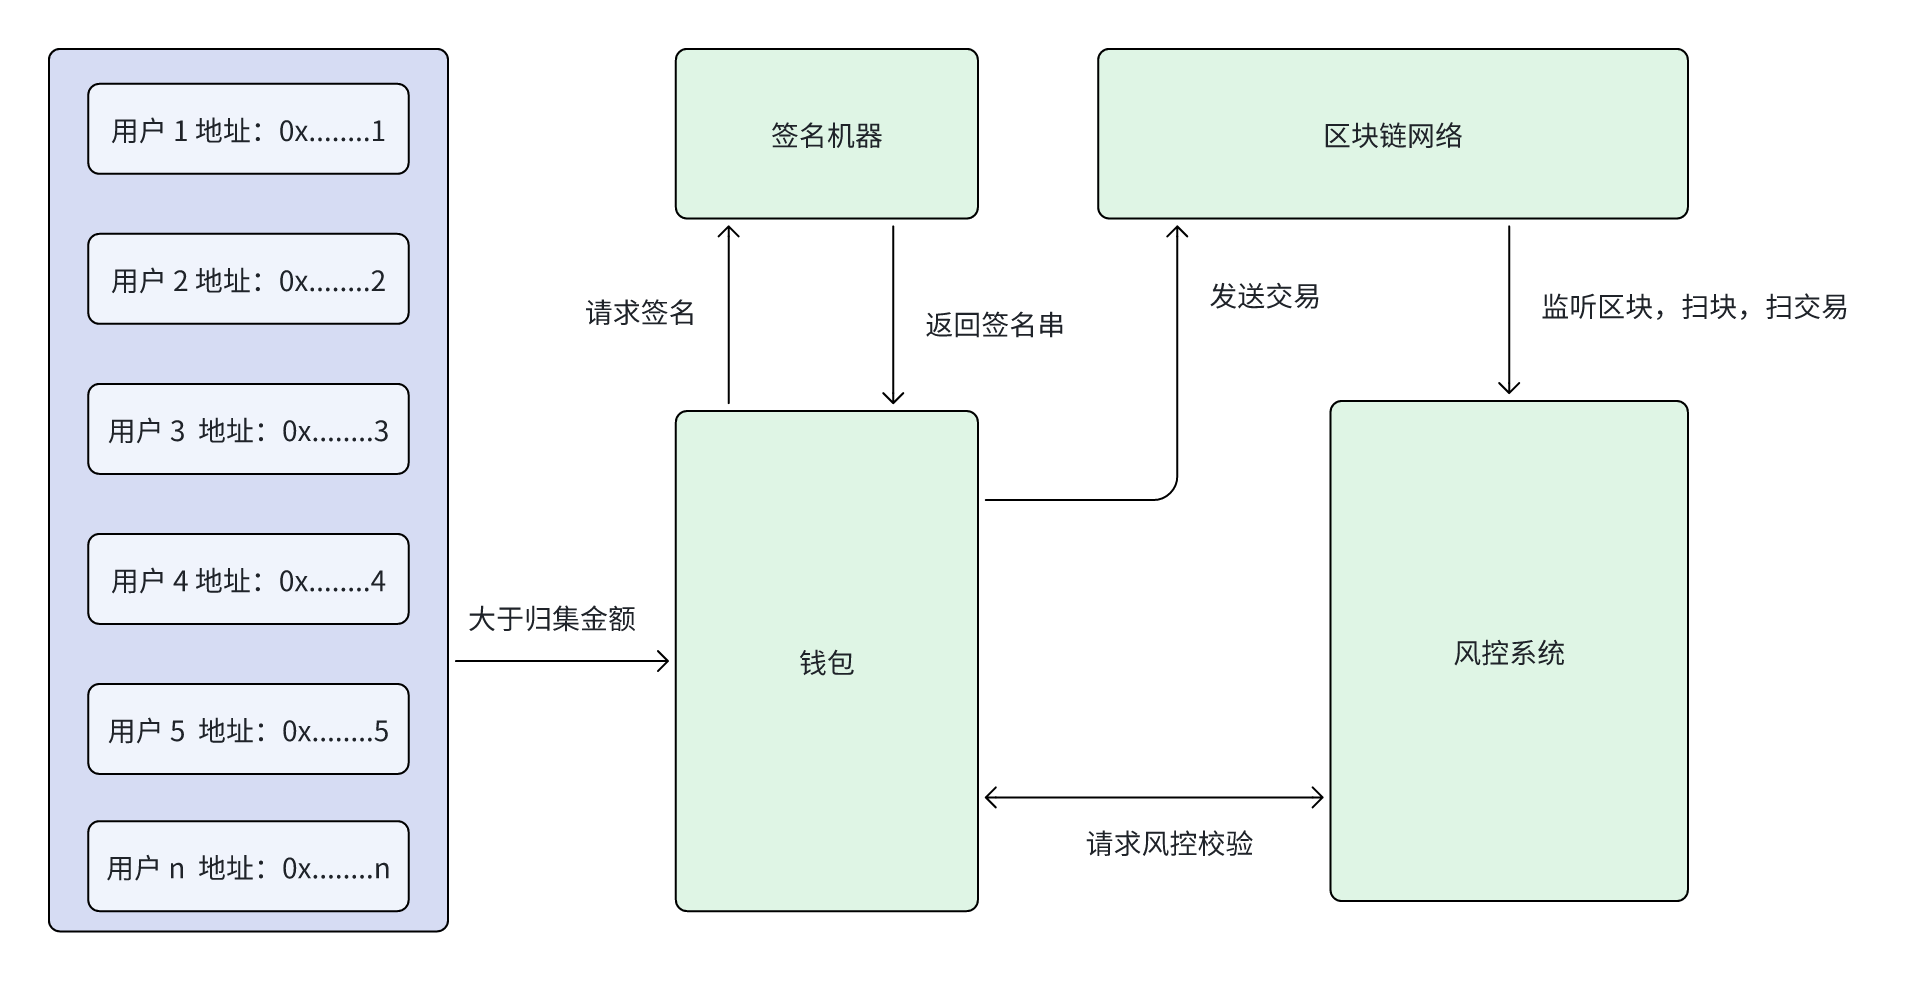 用户 1 地址：0x........1
用户 2 地址：0x........2
用户 3  地址：0x........3
用户 4 地址：0x........4
用户 5  地址：0x........5
用户 n  地址：0x........n
大于归集金额
签名机器
请求签名
返回签名串
钱包
区块链网络
发送交易
监听区块，扫块，扫交易
风控系统
请求风控校验